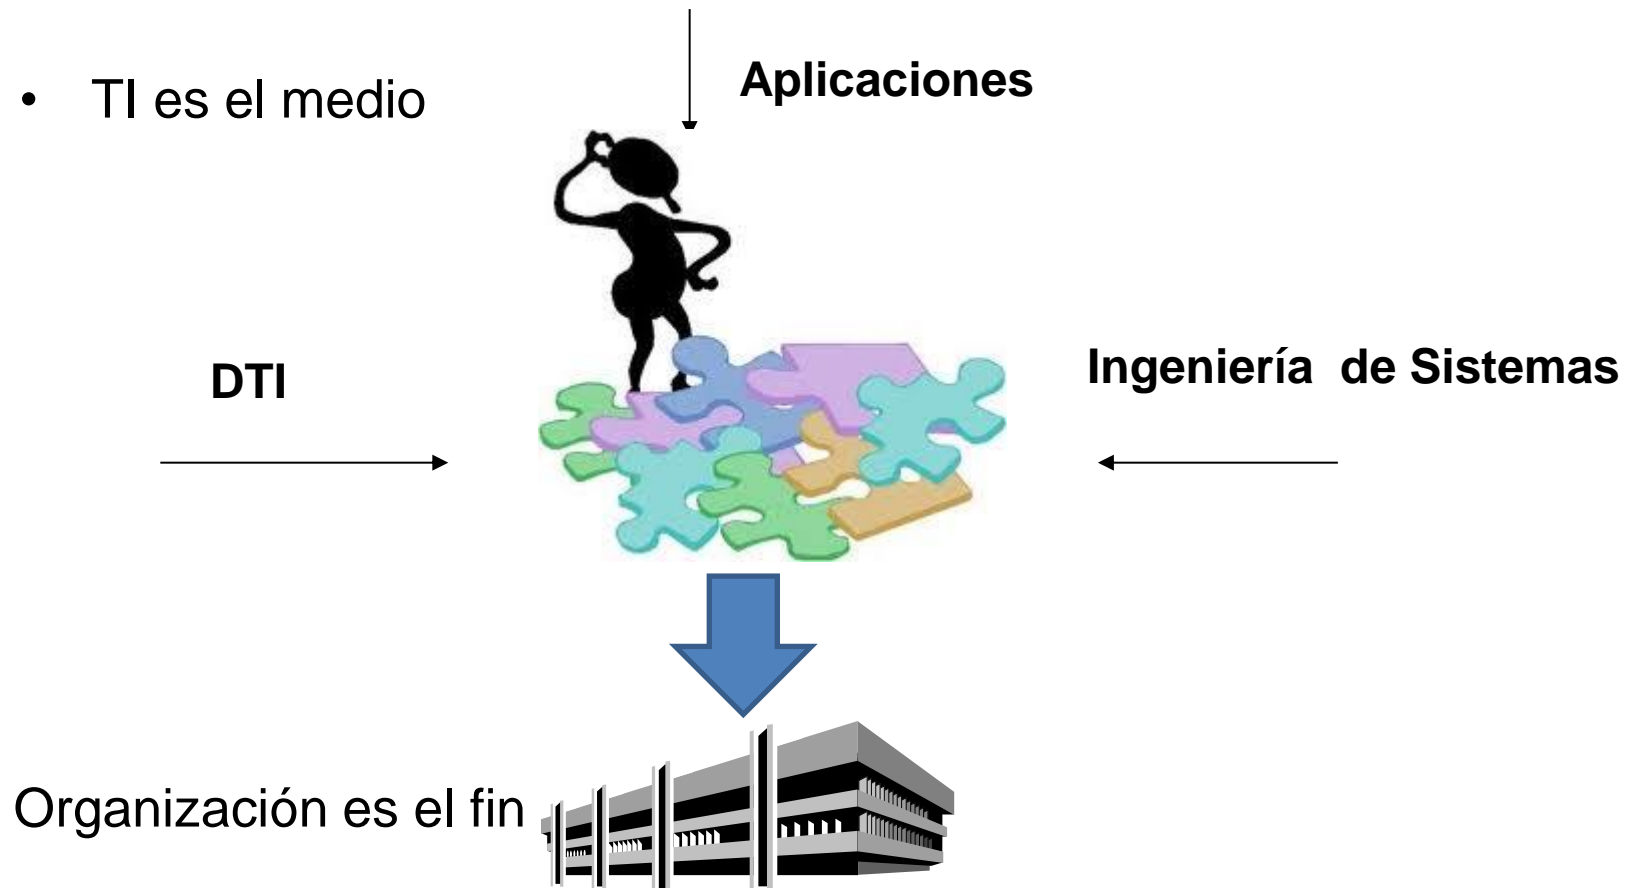 Aplicaciones
• TI es el medio
DTI
Ingeniería de Sistemas
Organización es el fin